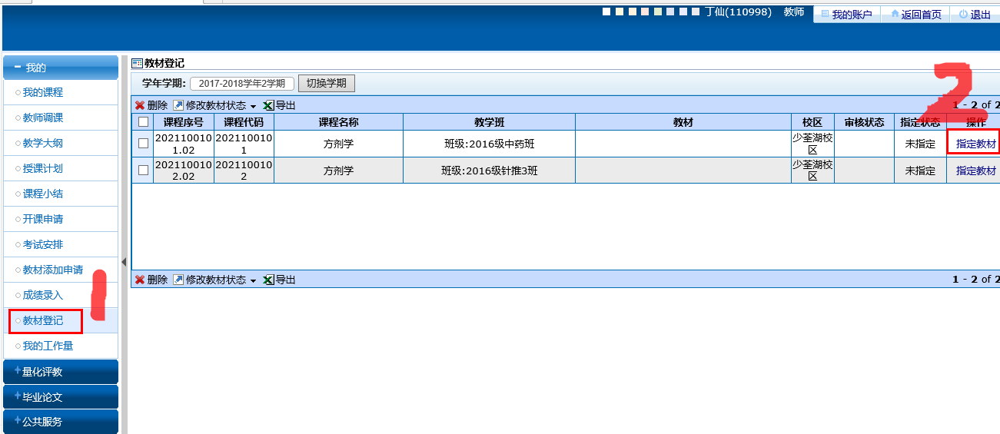 丁仙(110998) 教师 我的账户 返回首页 退出
我的
我的课程
教师调课
教学大纲
授课计划
课程小结
开课申请
考试安排
教材添加申请
成绩录入
教材登记
我的工作量
量化评教
毕业论文
公共服务
1
教材登记
学年学期: 2017-2018学年2学期 切换学期
2
删除 修改教材状态 导出 1 - 2 of 2
课程序号 课程代码 课程名称 教学班 教材 校区 审核状态 指定状态 操作
202110010 202110010 方剂学 班级:2016级中药班 少荃湖校 未指定 指定教材
1.02 1 区
202110010 202110010 方剂学 班级:2016级针推3班 少荃湖校 未指定 指定教材
2.02 2 区
删除 修改教材状态 导出 1 - 2 of 2